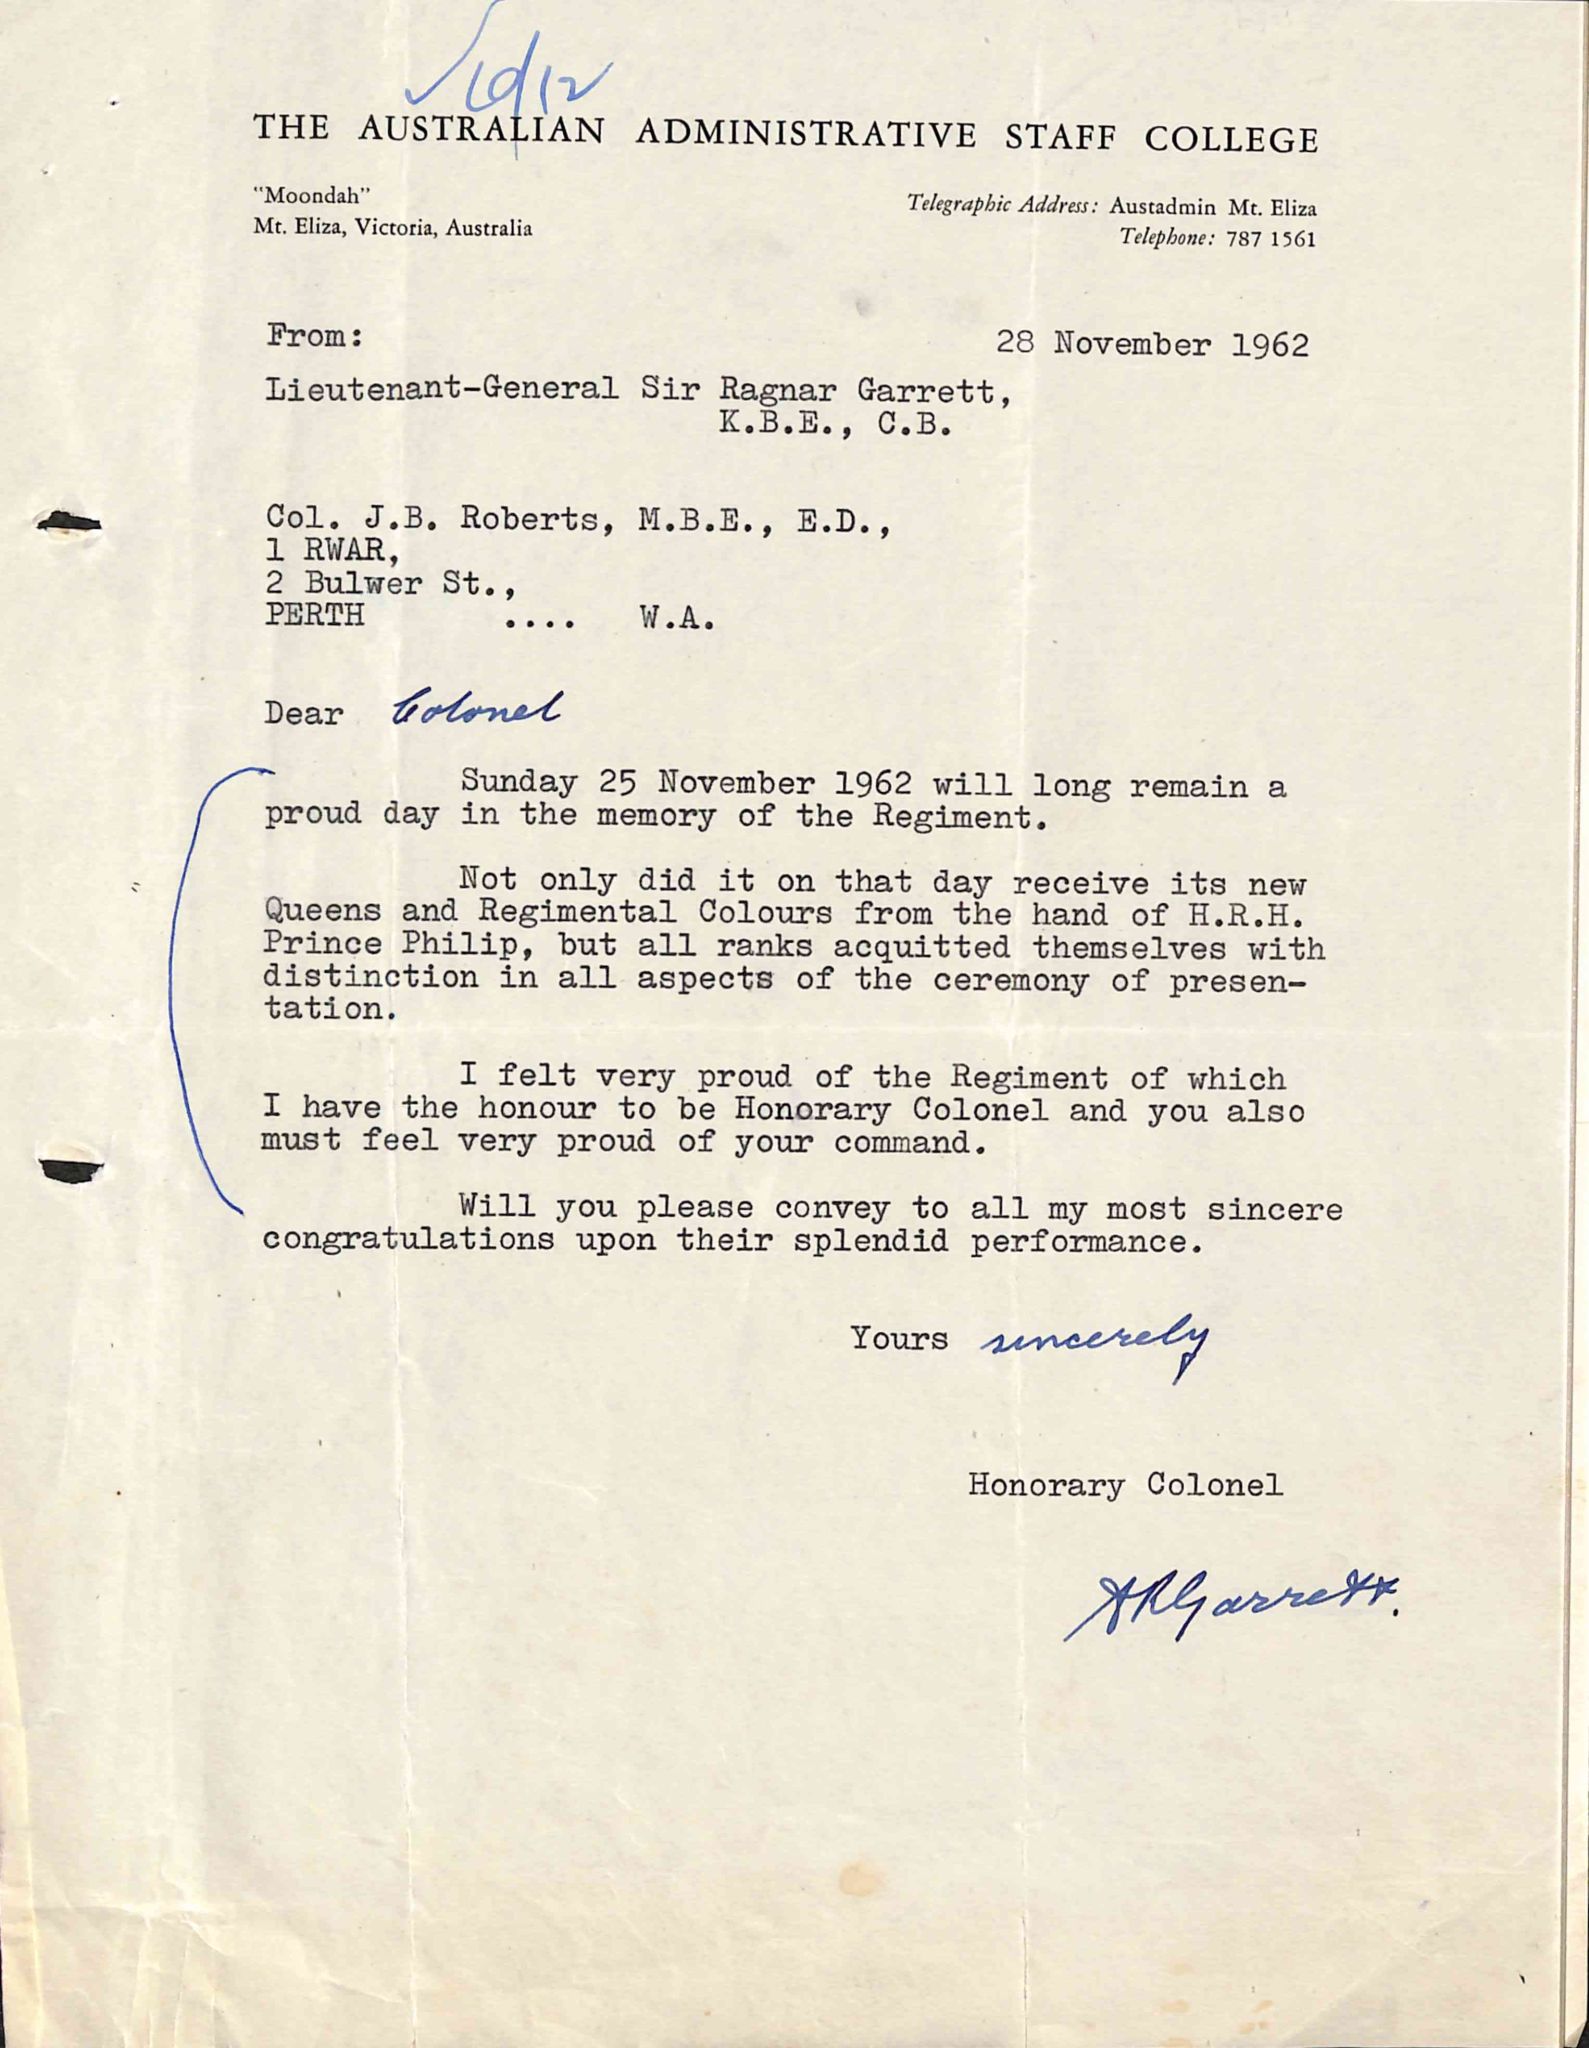 THE AUSTRALIAN ADMINISTRATIVE STAFF COLLEGE
"Moondah"
Mt. Eliza, Victoria, Australia
Telegraphic Address: Austadmin Mt. Eliza
Telephone: 787 1561
From:
28 November 1962
Lieutenant-General Sir Ragnar Garrett,
K.B.E., C.B.
Col. J.B. Roberts, M.B.E., E.D.,
1 RWAR,
2 Bulwer St.,
PERTH .... W.A.
Dear Colonel
Sunday 25 November 1962 will long remain a
proud day in the memory of the Regiment.
Not only did it on that day receive its new
Queens and Regimental Colours from the hand of H.R.H.
Prince Philip, but all ranks acquitted themselves with
distinction in all aspects of the ceremony of presen-
tation.
I felt very proud of the Regiment of which
I have the honour to be Honorary Colonel and you also
must feel very proud of your command.
Will you please convey to all my most sincere
congratulations upon their splendid performance.
Yours sincerely
Honorary Colonel
ARGarrett.